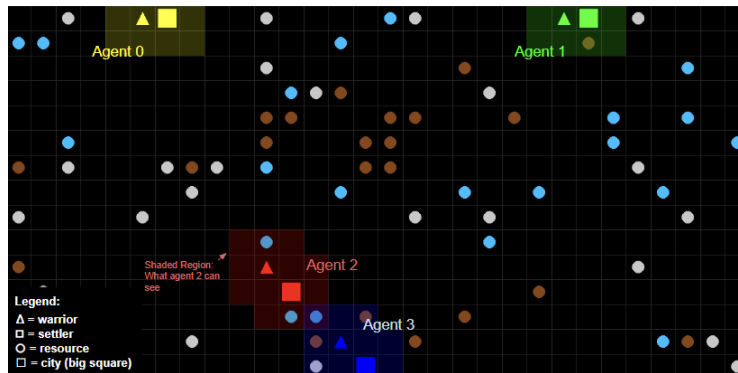 Agent 0
Agent 1
Shaded Region:
What agent 2 can
see
Agent 2
Agent 3
Legend:
Δ = warrior
□ = settler
O = resource
□ = city (big square)